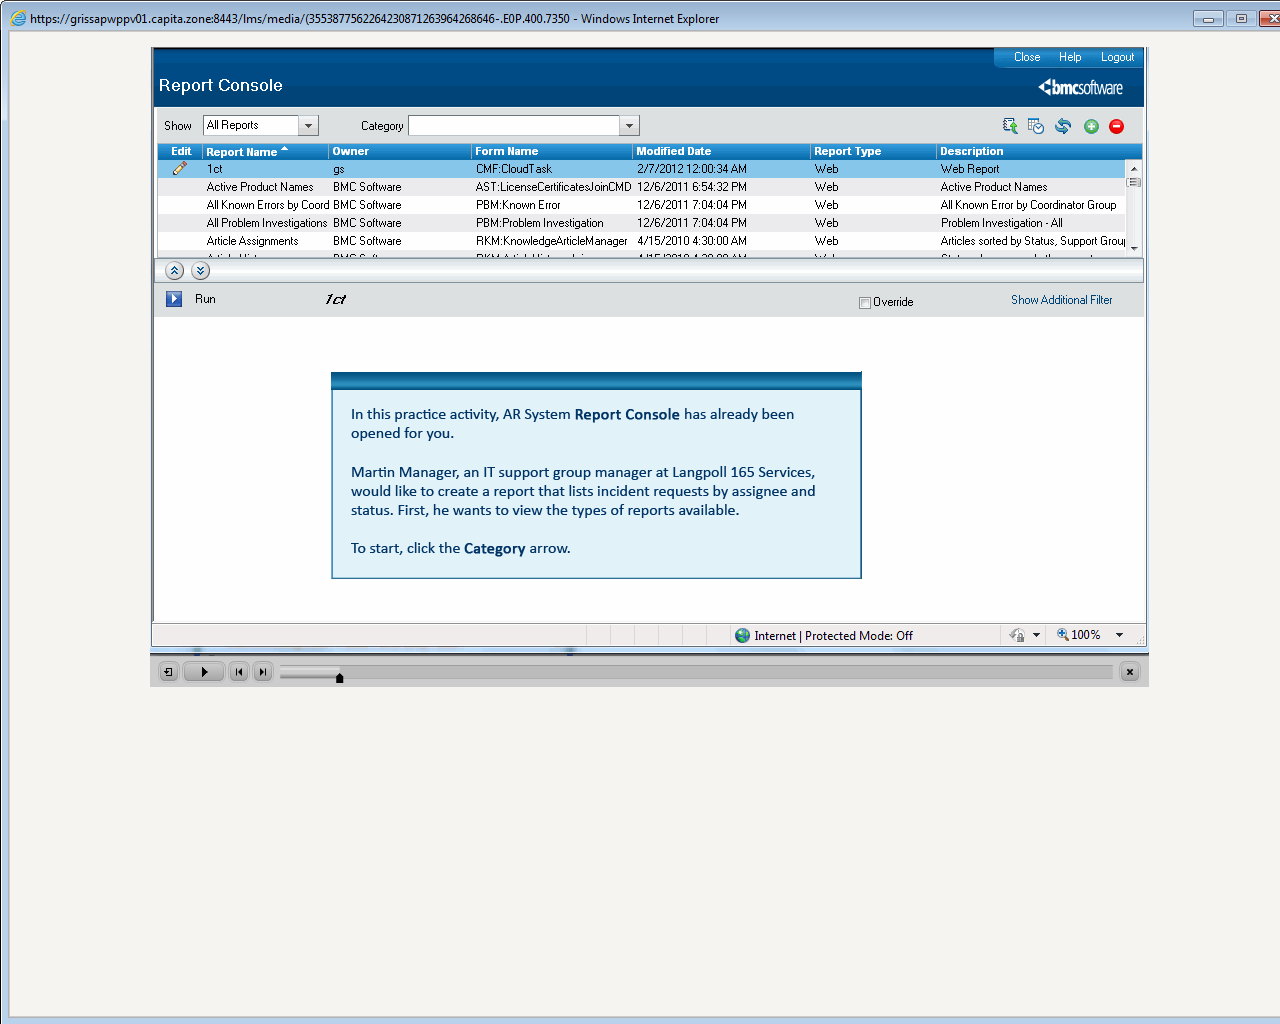 https://grissapwppv01.capita.zone:8443/lms/media/(35538775622642308712639642686​46-.E0P.400.7350 - Windows Internet Explorer
Close Help Logout
Report Console
bmcsoftware
Show All Reports Category
Edit Report Name Owner Form Name Modified Date Report Type Description
1ct gs CMF:CloudTask 2/7/2012 12:00:34 AM Web Web Report
Active Product Names BMC Software AST:LicenseCertificatesJoinCMD 12/6/2011 6:54:32 PM Web Active Product Names
All Known Errors by Coord BMC Software PBM:Known Error 12/6/2011 7:04:04 PM Web All Known Error by Coordinator Group
All Problem Investigations BMC Software PBM:Problem Investigation 12/6/2011 7:04:04 PM Web Problem Investigation - All
Article Assignments BMC Software RKM:KnowledgeArticleManager 4/15/2010 4:30:00 AM Web Articles sorted by Status, Support Grou
Run 1ct Override Show Additional Filter
In this practice activity, AR System Report Console has already been
opened for you.
Martin Manager, an IT support group manager at Langpoll 165 Services,
would like to create a report that lists incident requests by assignee and
status. First, he wants to view the types of reports available.
To start, click the Category arrow.
Internet | Protected Mode: Off 100%